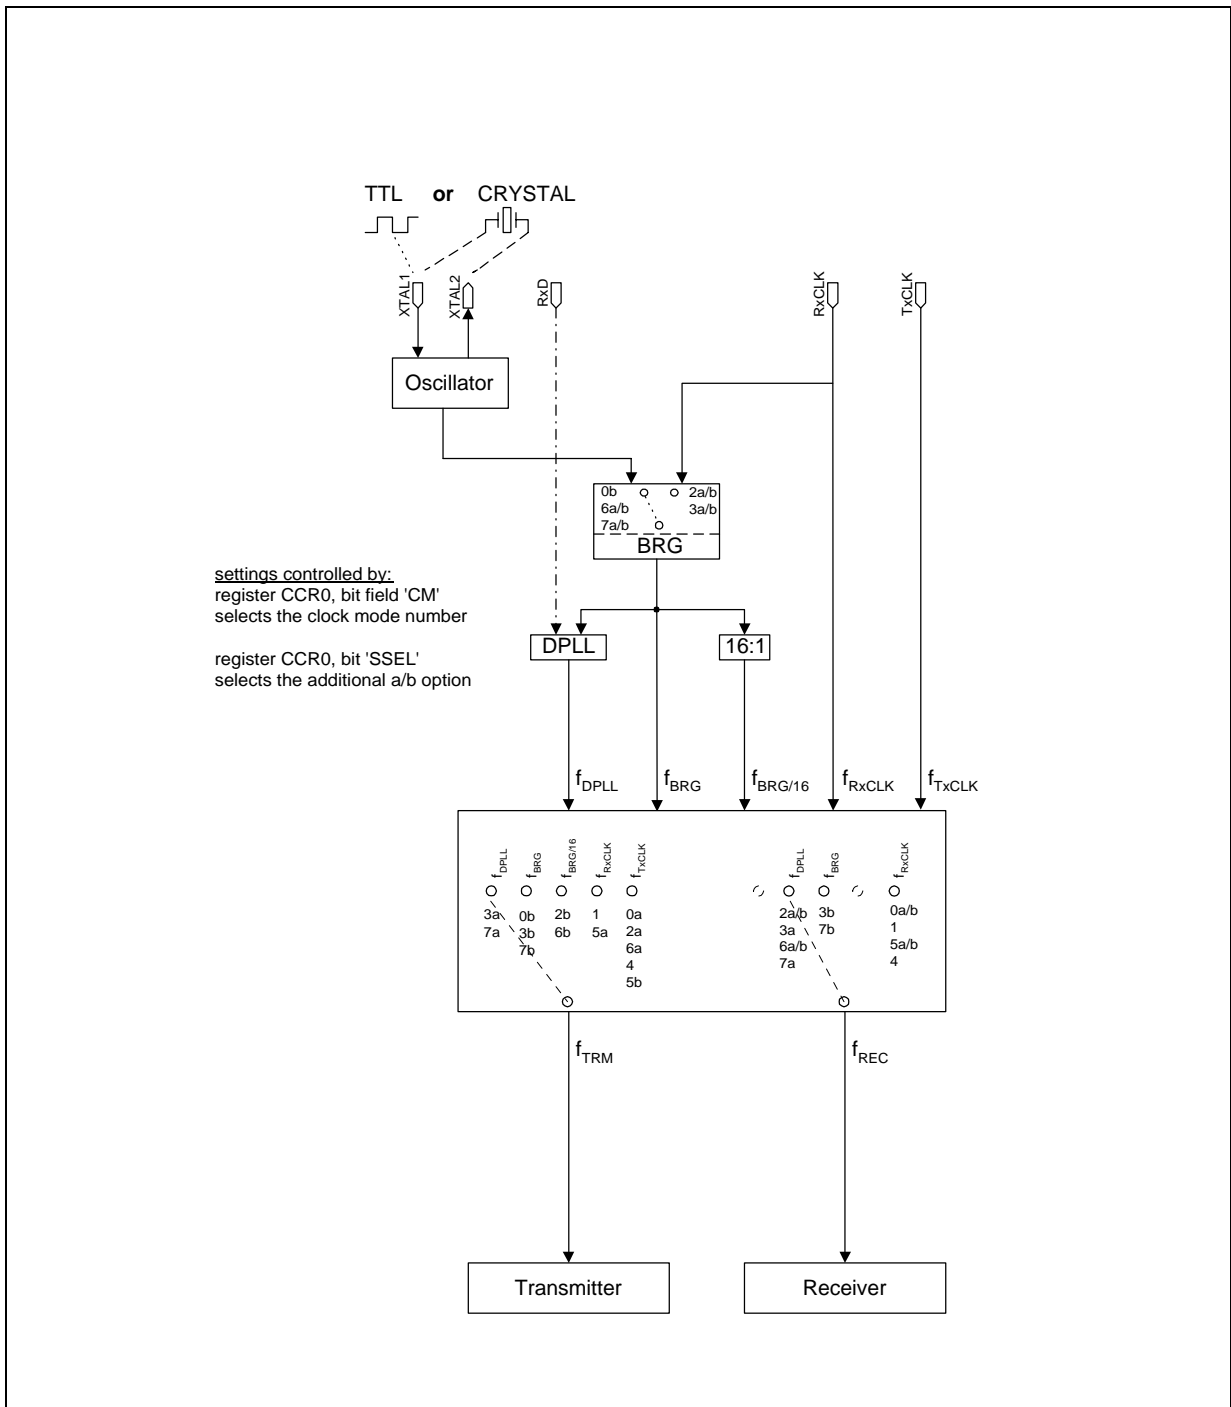 TTL or CRYSTAL
XTAL1
XTAL2
RxD
RxCLK
TxCLK
Oscillator
0b
6a/b
7a/b
2a/b
3a/b
BRG
settings controlled by:
register CCR0, bit field 'CM'
selects the clock mode number
register CCR0, bit 'SSEL'
selects the additional a/b option
DPLL
16:1
fDPLL
fBRG
fBRG/16
fRxCLK
fTxCLK
fDPLL
3a
7a
fBRG
0b
3b
7b
fBRG/16
2b
6b
fRxCLK
1
5a
fTxCLK
0a
2a
6a
4
5b
fDPLL
2a/b
3a
6a/b
7a
fBRG
3b
7b
fRxCLK
0a/b
1
5a/b
4
fTRM
fREC
Transmitter
Receiver